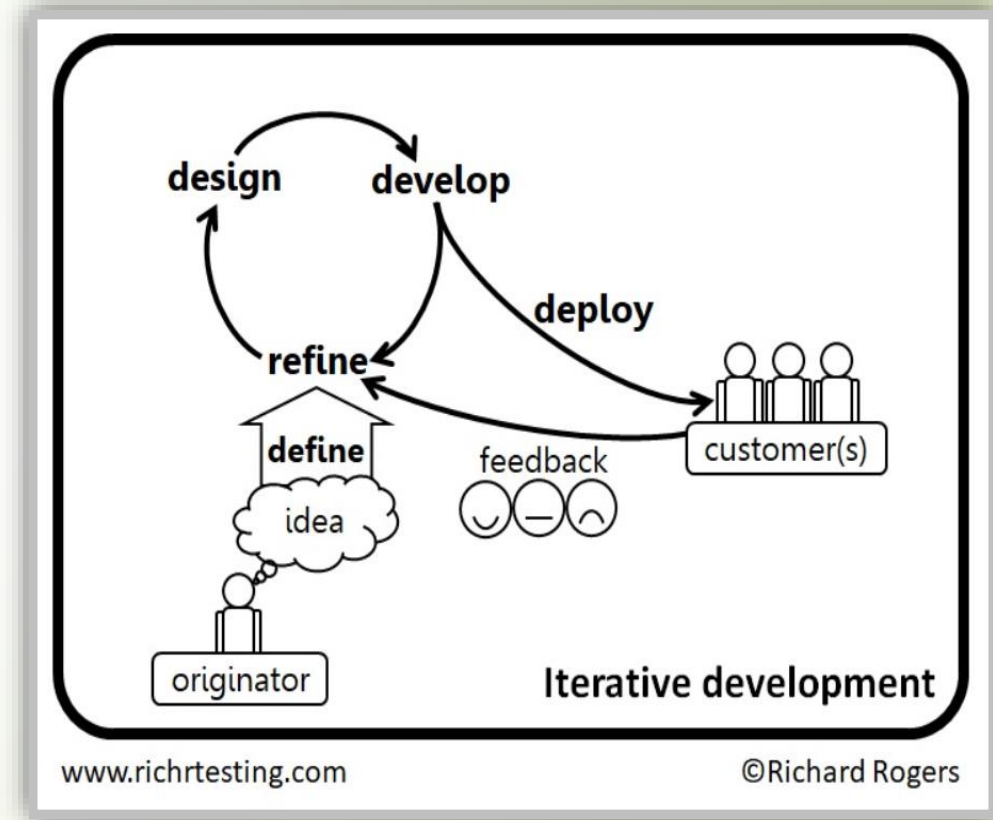 design
develop
deploy
refine
define
feedback
customer(s)
idea
originator
Iterative development
www.richrtesting.com
©Richard Rogers